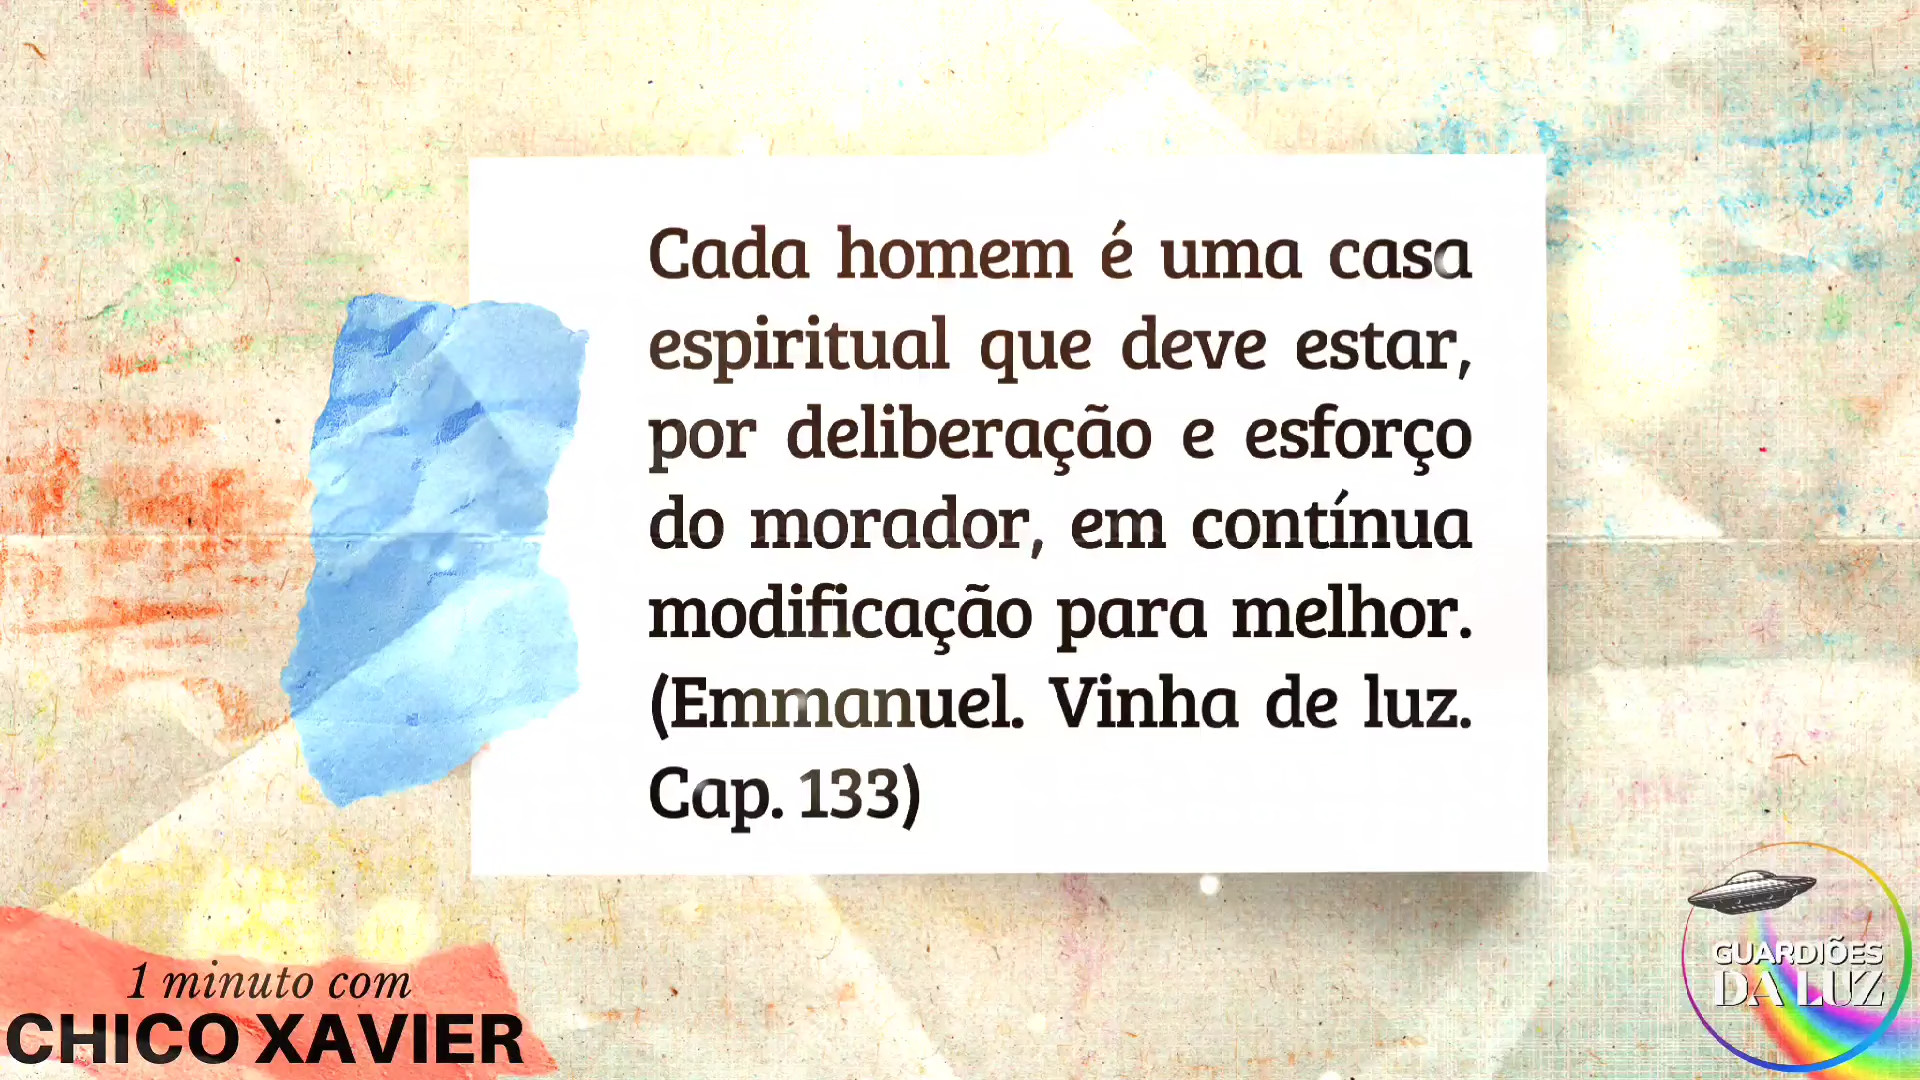 Cada homem é uma casa
espiritual que deve estar,
por deliberação e esforço
do morador, em contínua
modificação para melhor.
(Emmanuel. Vinha de luz.
Cap. 133)
1 minuto com
CHICO XAVIER
GUARDIÕES
DA LUZ